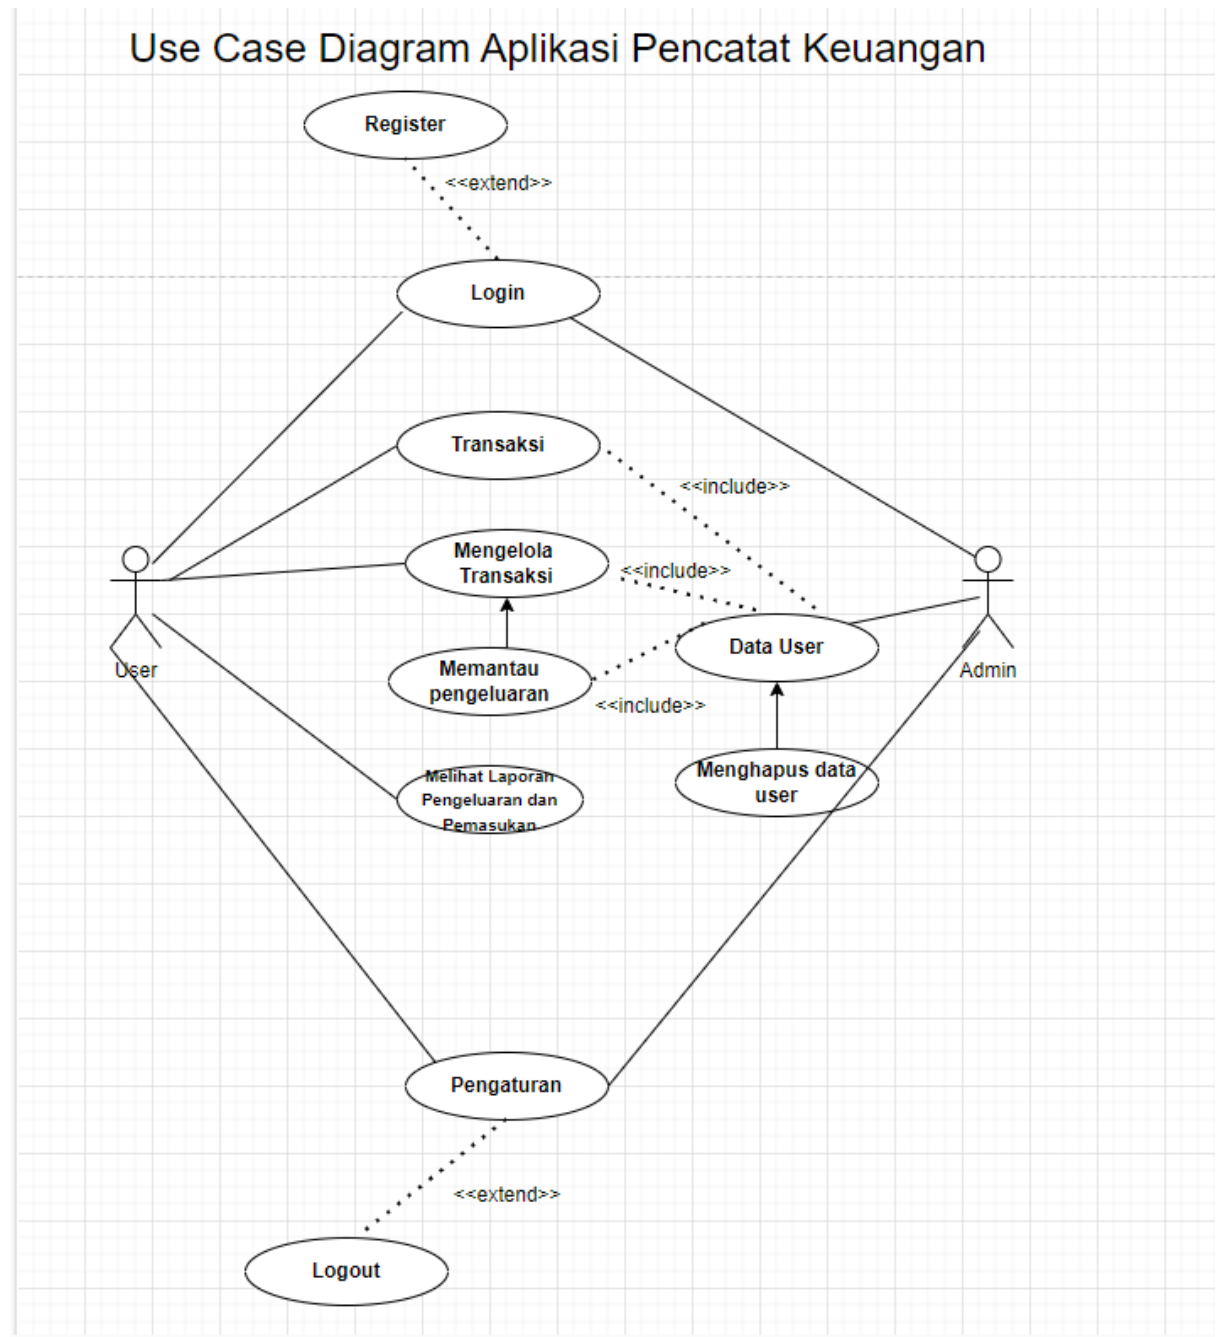 Use Case Diagram Aplikasi Pencatat Keuangan
Register
<<extend>>
Login
Transaksi
<<include>>
Mengelola
Transaksi
<<include>>
Data User
User
Admin
Memantau
pengeluaran
<<include>>
Melihat Laporan
Pengeluaran dan
Pemasukan
Menghapus data
user
Pengaturan
<<extend>>
Logout